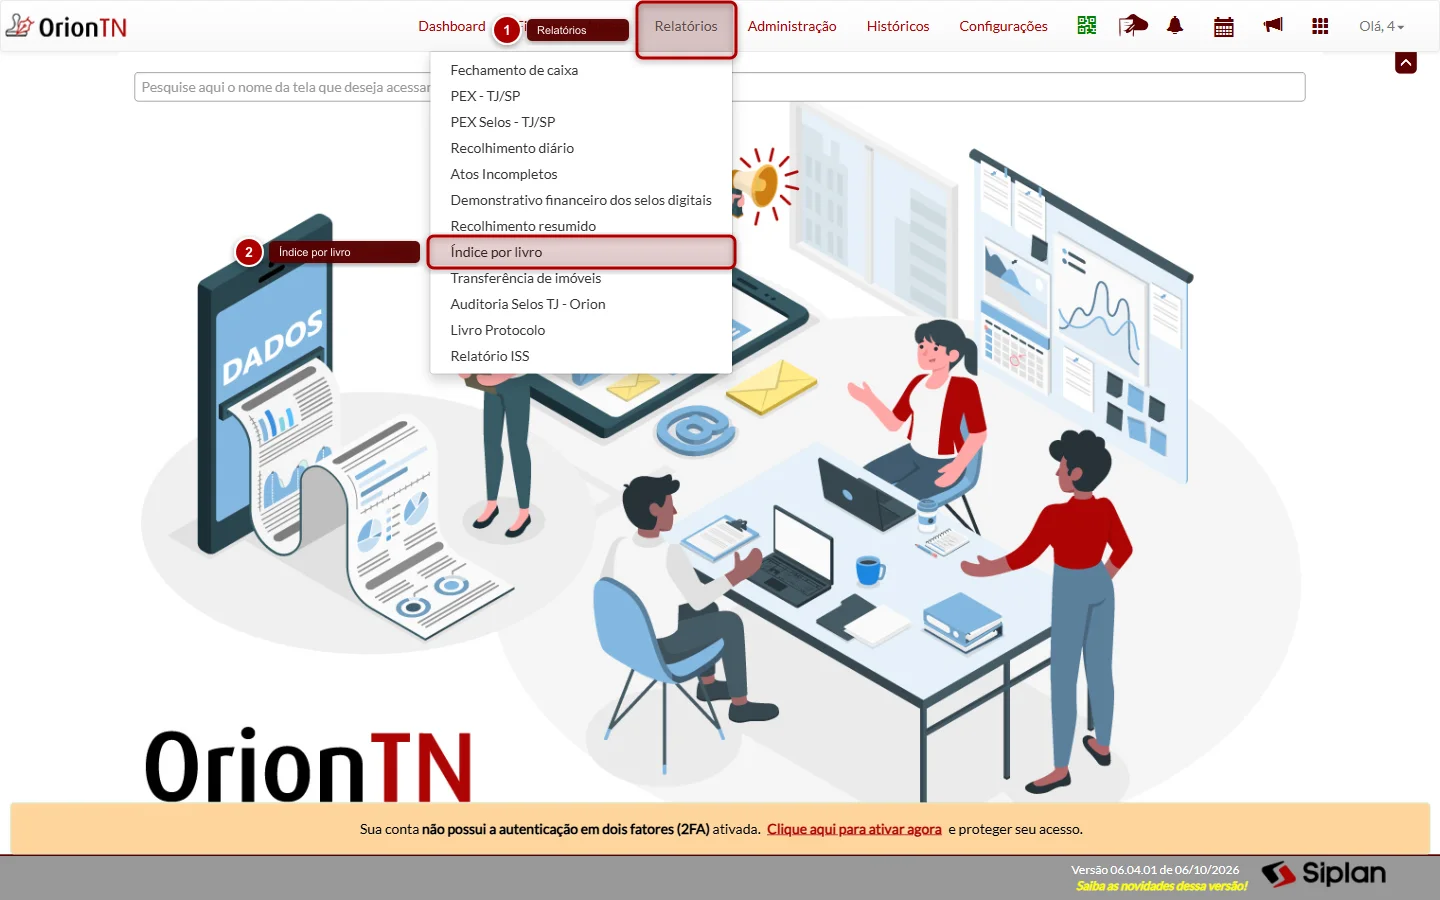 OrionTN
Dashboard
1
Relatórios
Relatórios
Administração
Históricos
Configurações
Olá, 4
Pesquise aqui o nome da tela que deseja acessar
Fechamento de caixa
PEX - TJ/SP
PEX Selos - TJ/SP
Recolhimento diário
Atos Incompletos
Demonstrativo financeiro dos selos digitais
Recolhimento resumido
2
Índice por livro
Índice por livro
Transferência de imóveis
Auditoria Selos TJ - Orion
Livro Protocolo
Relatório ISS
DADOS
@
OrionTN
Sua conta não possui a autenticação em dois fatores (2FA) ativada. Clique aqui para ativar agora e proteger seu acesso.
Versão 06.04.01 de 06/10/2026
Saiba as novidades dessa versão!
Siplan